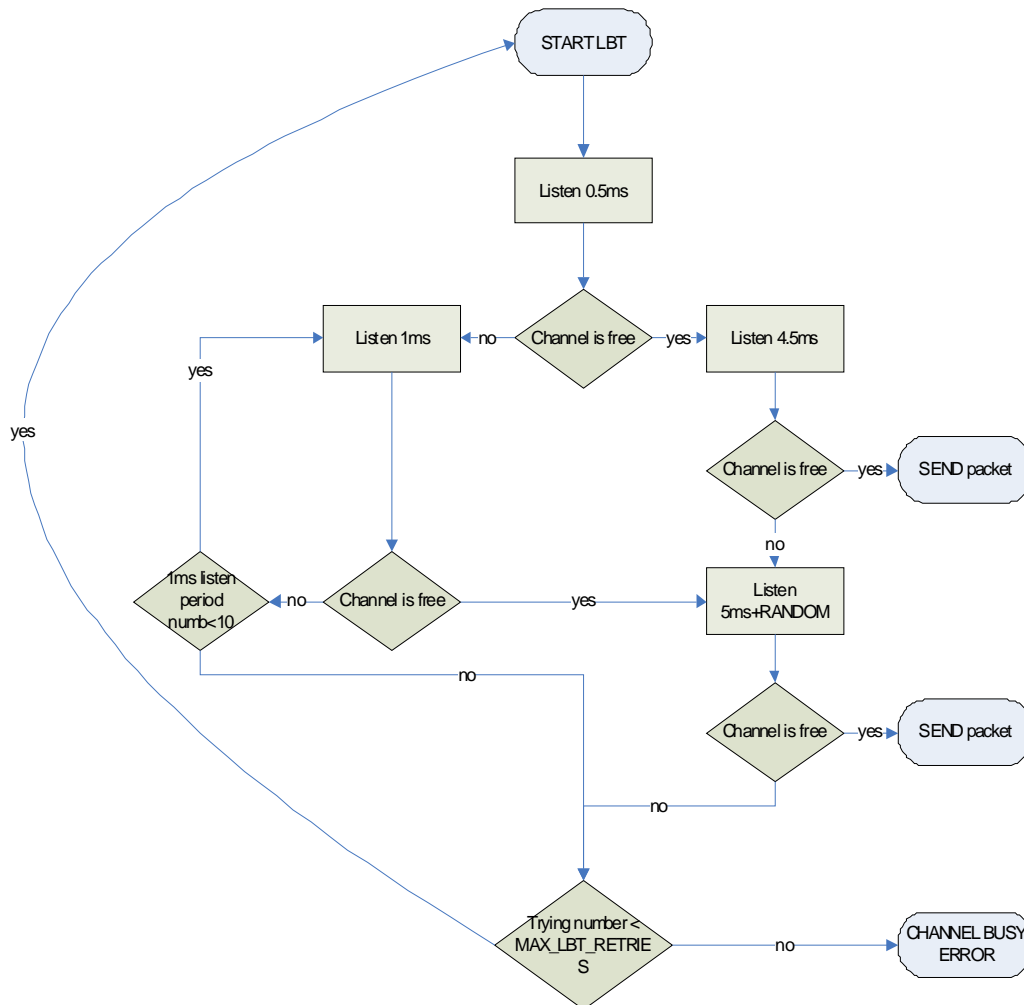 START LBT
Listen 0.5ms
Listen 1ms
no
Channel is free
yes
Listen 4.5ms
yes
yes
Channel is free
yes
SEND packet
no
1ms listen
period
numb<10
no
Channel is free
yes
Listen
5ms+RANDOM
no
Channel is free
yes
SEND packet
no
Trying number <
MAX_LBT_RETRIE
S
no
CHANNEL BUSY
ERROR